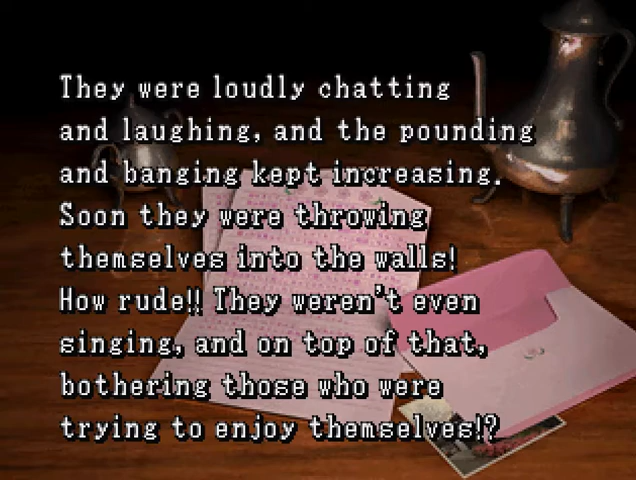 They were loudly chatting
and laughing, and the pounding
and banging kept increasing.
Soon they were throwing
themselves into the walls!
How rude!! They weren't even
singing, and on top of that,
bothering those who were
trying to enjoy themselves!?